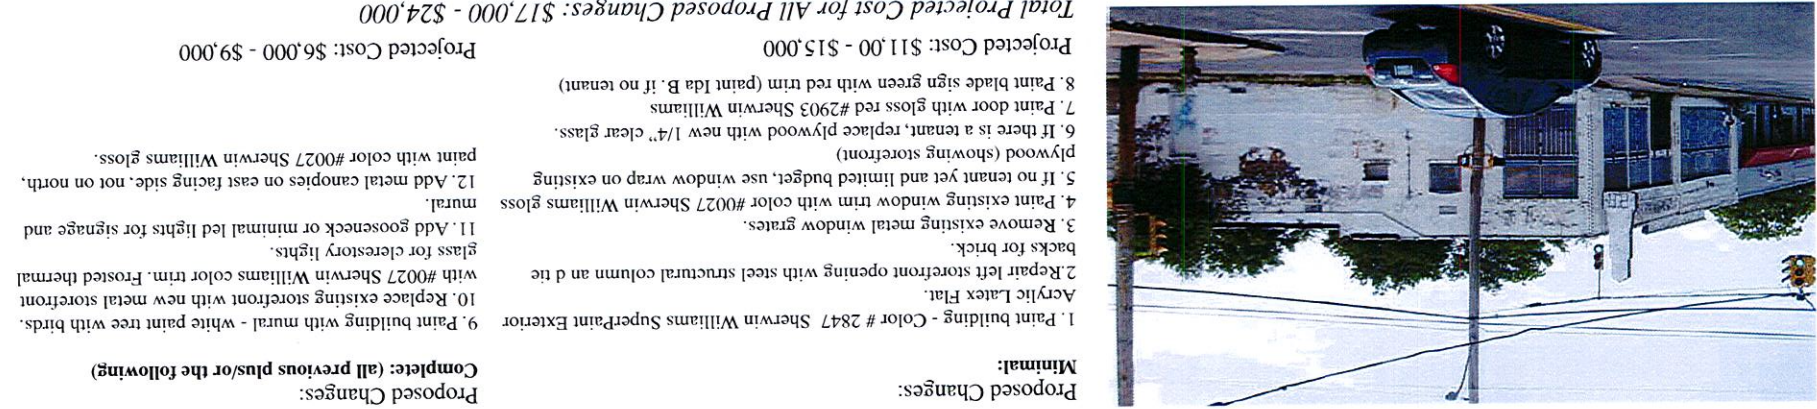 Proposed Changes:
Minimal:
1. Paint building - Color # 2847 Sherwin Williams SuperPaint Exterior
Acrylic Latex Flat.
2.Repair left storefront opening with steel structural column an d tie
backs for brick.
3. Remove existing metal window grates.
4. Paint existing window trim with color #0027 Sherwin Williams gloss
5. If no tenant yet and limited budget, use window wrap on existing
plywood (showing storefront)
6. If there is a tenant, replace plywood with new 1/4" clear glass.
7. Paint door with gloss red #2903 Sherwin Williams
8. Paint blade sign green with red trim (paint Ida B. if no tenant)
Projected Cost: $11,00 - $15,000
Proposed Changes:
Complete: (all previous plus/or the following)
9. Paint building with mural - white paint tree with birds.
10. Replace existing storefront with new metal storefront
with #0027 Sherwin Williams color trim. Frosted thermal
glass for clerestory lights.
11. Add gooseneck or minimal led lights for signage and
mural.
12. Add metal canopies on east facing side, not on north,
paint with color #0027 Sherwin Williams gloss.
Projected Cost: $6,000 - $9,000
Total Projected Cost for All Proposed Changes: $17,000 - $24,000